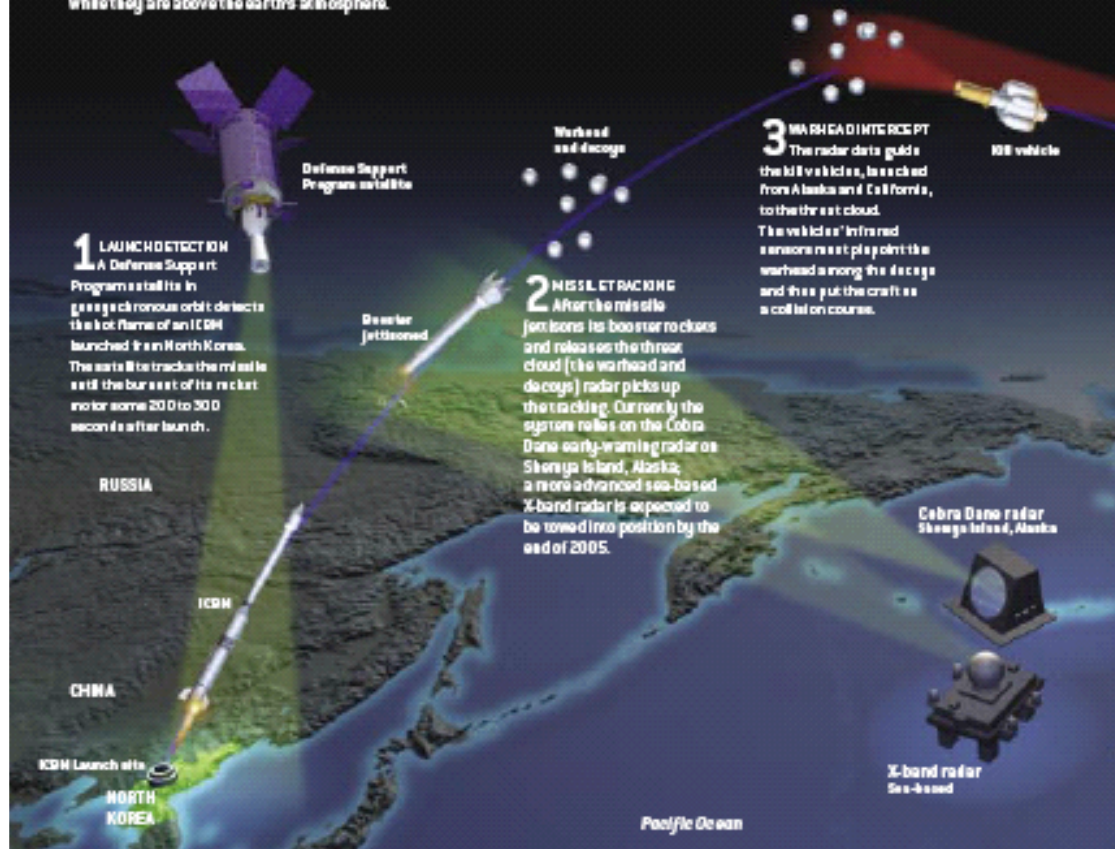 while they are above the earth's atmosphere.
Defense Support
Program satellite
1 LAUNCH DETECTION
A Defense Support
Program satellite in
geosynchronous orbit detects
the hot flame of an ICBM
launched from North Korea.
The satellite tracks the missile
until the burnout of its rocket
motor some 200 to 300
seconds after launch.
Booster
jettisoned
Warhead
and decoys
2 MISSILE TRACKING
After the missile
jettisons its booster rockets
and releases the threat
cloud (the warhead and
decoys) radar picks up
the tracking. Currently the
system relies on the Cobra
Dane early-warning radar on
Shemya Island, Alaska;
a more advanced sea-based
X-band radar is expected to
be towed into position by the
end of 2005.
3 WARHEAD INTERCEPT
The radar data guide
the kill vehicles, launched
from Alaska and California,
to the threat cloud.
The vehicles' infrared
sensors must pinpoint the
warhead among the decoys
and then put the craft on
a collision course.
Kill vehicle
RUSSIA
ICBM
CHINA
ICBM Launch site
NORTH
KOREA
Cobra Dane radar
Shemya Island, Alaska
X-band radar
Sea-based
Pacific Ocean